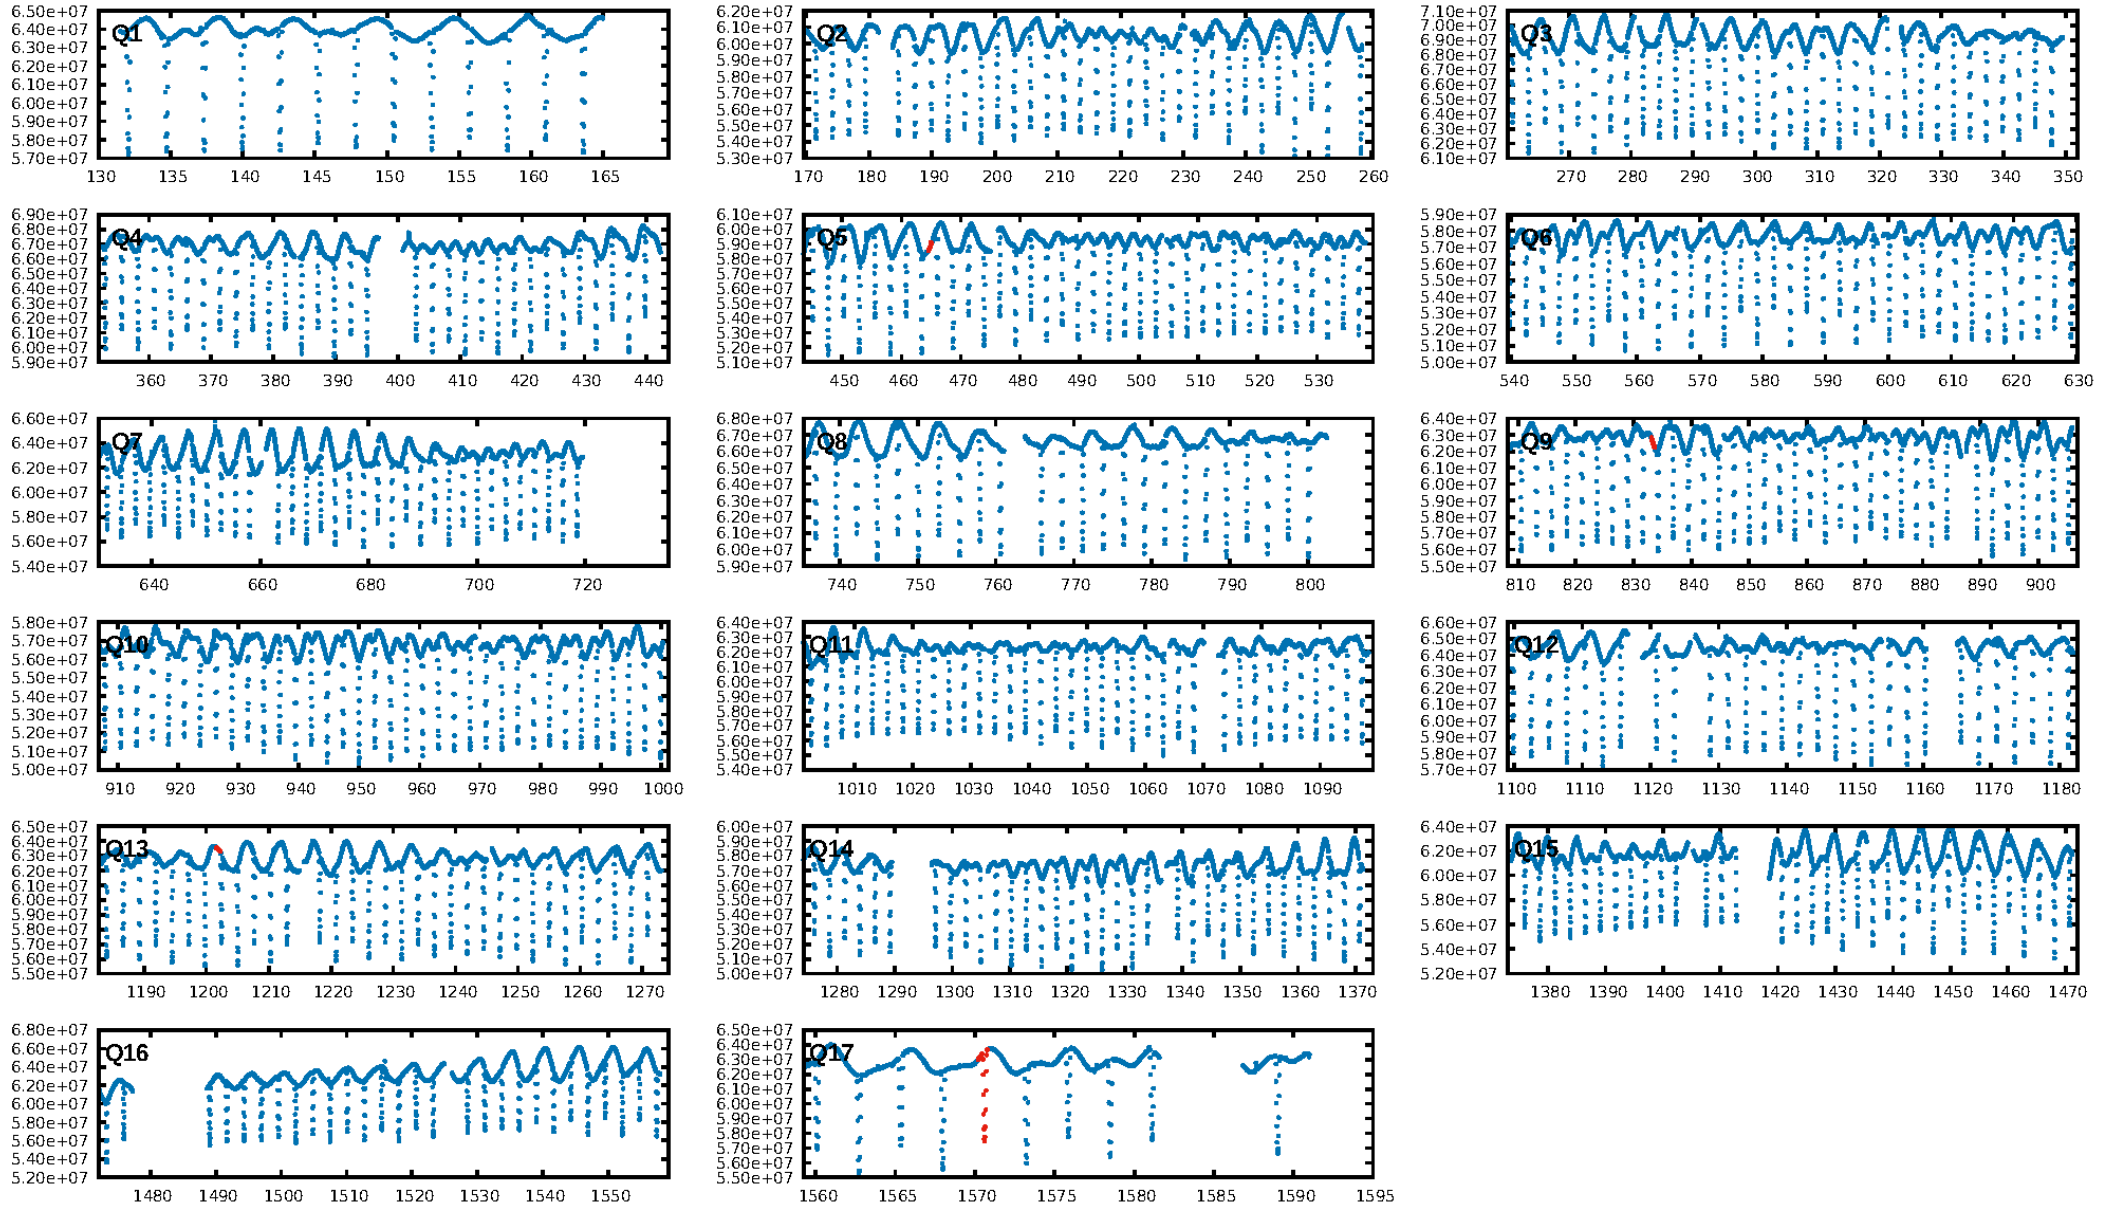 6.50e+07 6.40e+07 6.30e+07 6.20e+07 6.10e+07 6.00e+07 5.90e+07 5.80e+07 5.70e+07
Q1
130 135 140 145 150 155 160 165
6.20e+07 6.10e+07 6.00e+07 5.90e+07 5.80e+07 5.70e+07 5.60e+07 5.50e+07 5.40e+07 5.30e+07
Q2
170 180 190 200 210 220 230 240 250 260
7.10e+07 7.00e+07 6.90e+07 6.80e+07 6.70e+07 6.60e+07 6.50e+07 6.40e+07 6.30e+07 6.20e+07 6.10e+07
Q3
270 280 290 300 310 320 330 340 350
6.90e+07 6.80e+07 6.70e+07 6.60e+07 6.50e+07 6.40e+07 6.30e+07 6.20e+07 6.10e+07 6.00e+07 5.90e+07
Q4
360 370 380 390 400 410 420 430 440
6.10e+07 6.00e+07 5.90e+07 5.80e+07 5.70e+07 5.60e+07 5.50e+07 5.40e+07 5.30e+07 5.20e+07 5.10e+07
Q5
450 460 470 480 490 500 510 520 530
5.90e+07 5.80e+07 5.70e+07 5.60e+07 5.50e+07 5.40e+07 5.30e+07 5.20e+07 5.10e+07 5.00e+07
Q6
540 550 560 570 580 590 600 610 620 630
6.60e+07 6.40e+07 6.20e+07 6.00e+07 5.80e+07 5.60e+07 5.40e+07
Q7
640 660 680 700 720
6.80e+07 6.70e+07 6.60e+07 6.50e+07 6.40e+07 6.30e+07 6.20e+07 6.10e+07 6.00e+07 5.90e+07
Q8
740 750 760 770 780 790 800
6.40e+07 6.30e+07 6.20e+07 6.10e+07 6.00e+07 5.90e+07 5.80e+07 5.70e+07 5.60e+07 5.50e+07
Q9
810 820 830 840 850 860 870 880 890 900
5.80e+07 5.70e+07 5.60e+07 5.50e+07 5.40e+07 5.30e+07 5.20e+07 5.10e+07 5.00e+07
Q10
910 920 930 940 950 960 970 980 990 1000
6.40e+07 6.30e+07 6.20e+07 6.10e+07 6.00e+07 5.90e+07 5.80e+07 5.70e+07 5.60e+07 5.50e+07 5.40e+07
Q11
1010 1020 1030 1040 1050 1060 1070 1080 1090
6.60e+07 6.50e+07 6.40e+07 6.30e+07 6.20e+07 6.10e+07 6.00e+07 5.90e+07 5.80e+07 5.70e+07
Q12
1100 1110 1120 1130 1140 1150 1160 1170 1180
6.50e+07 6.40e+07 6.30e+07 6.20e+07 6.10e+07 6.00e+07 5.90e+07 5.80e+07 5.70e+07 5.60e+07 5.50e+07
Q13
1190 1200 1210 1220 1230 1240 1250 1260 1270
6.00e+07 5.90e+07 5.80e+07 5.70e+07 5.60e+07 5.50e+07 5.40e+07 5.30e+07 5.20e+07 5.10e+07 5.00e+07
Q14
1280 1290 1300 1310 1320 1330 1340 1350 1360 1370
6.40e+07 6.20e+07 6.00e+07 5.80e+07 5.60e+07 5.40e+07 5.20e+07
Q15
1380 1390 1400 1410 1420 1430 1440 1450 1460 1470
6.80e+07 6.60e+07 6.40e+07 6.20e+07 6.00e+07 5.80e+07 5.60e+07 5.40e+07 5.20e+07
Q16
1480 1490 1500 1510 1520 1530 1540 1550
6.50e+07 6.40e+07 6.30e+07 6.20e+07 6.10e+07 6.00e+07 5.90e+07 5.80e+07 5.70e+07 5.60e+07 5.50e+07
Q17
1560 1565 1570 1575 1580 1585 1590 1595